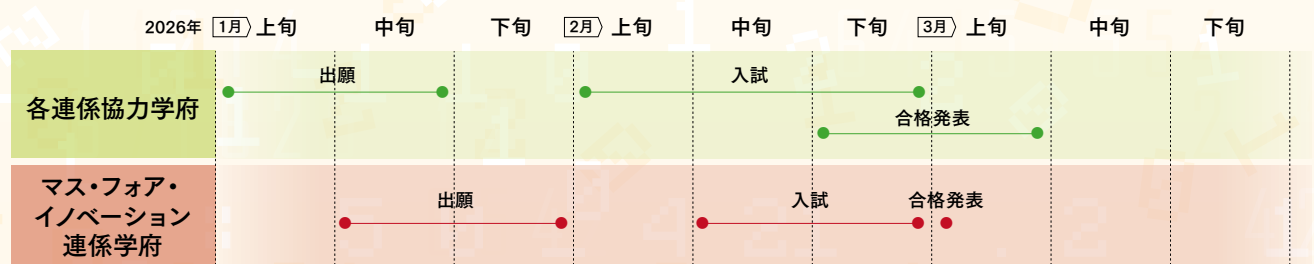 2026年 1月 上旬 中旬 下旬 2月 上旬 中旬 下旬 3月 上旬 中旬 下旬
出願 入試
各連係協力学府
合格発表
マス・フォア・
イノベーション
連係学府
出願 入試 合格発表